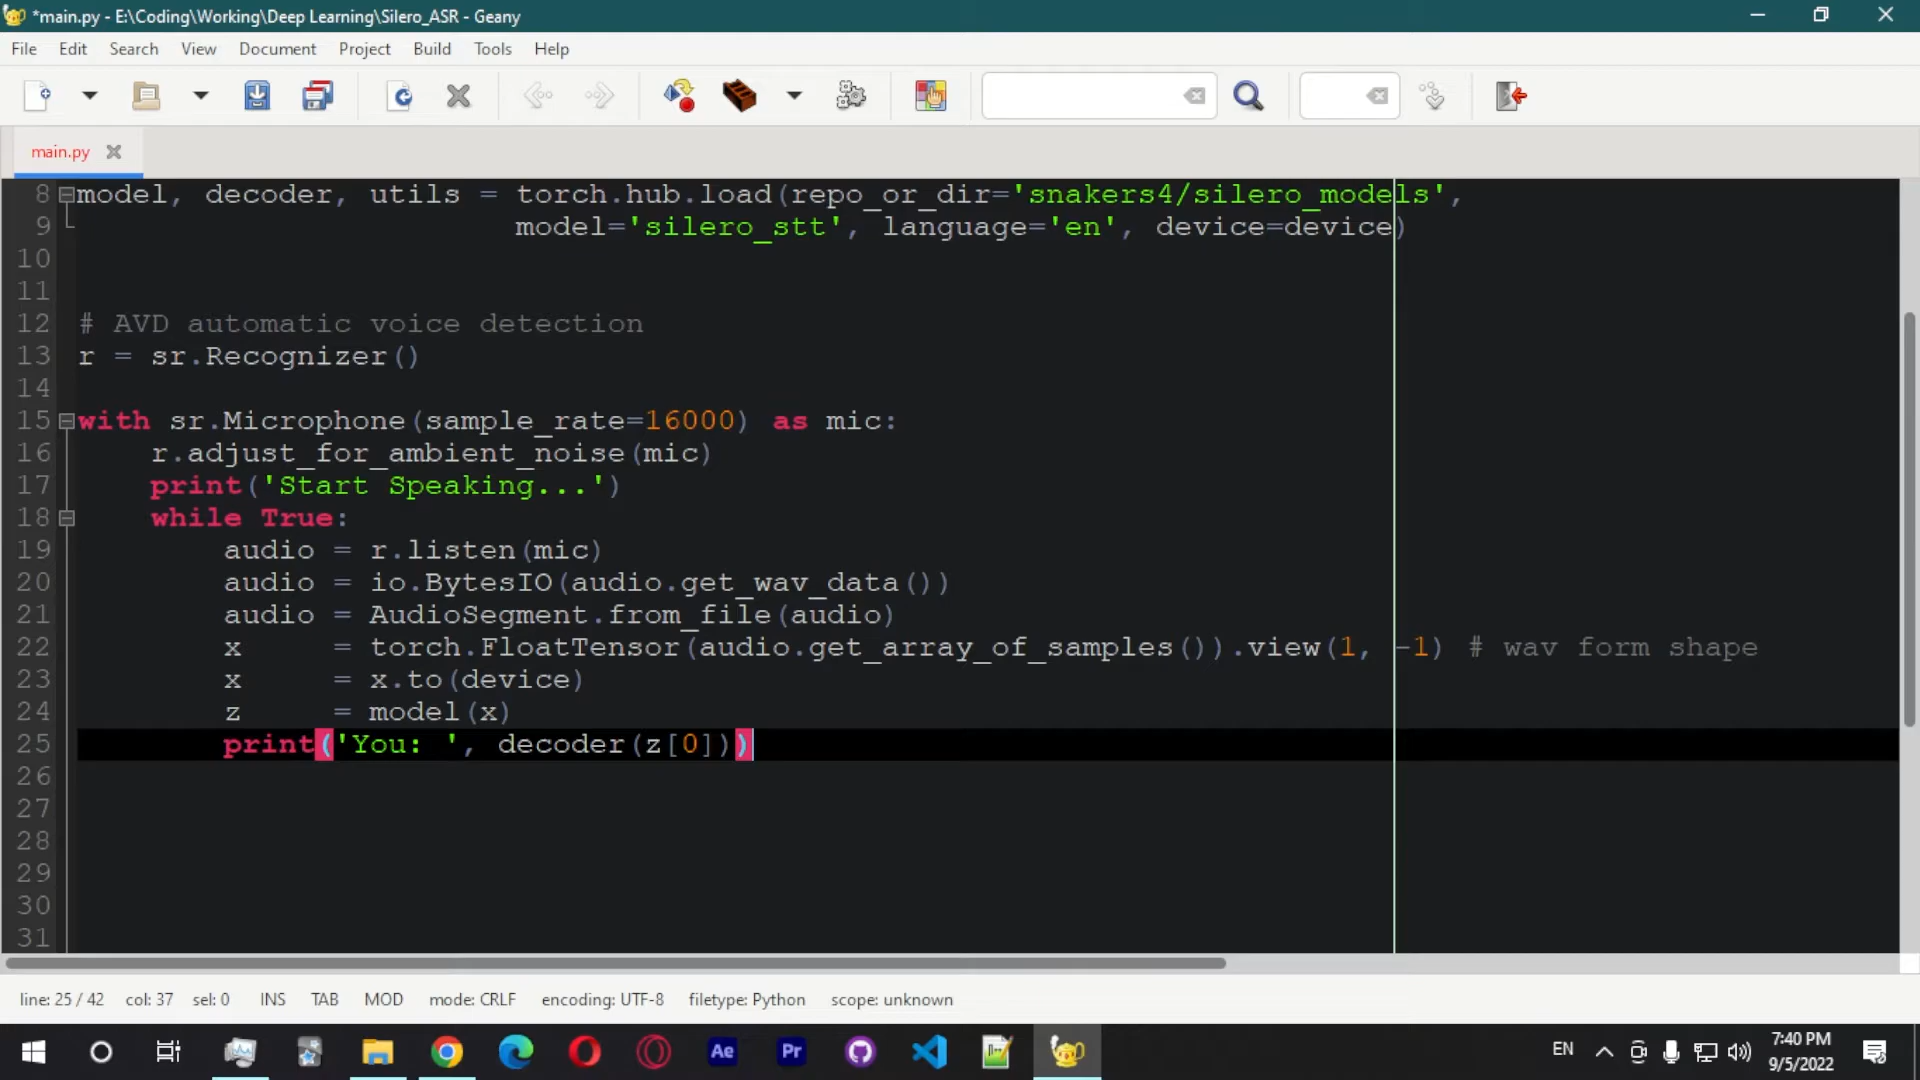 *main.py - E:\Coding\Working\Deep Learning\Silero_ASR - Geany
File Edit Search View Document Project Build Tools Help
main.py
8 model, decoder, utils = torch.hub.load(repo_or_dir='snakers4/silero_models',
9 model='silero_stt', language='en', device=device)
10
11
12 # AVD automatic voice detection
13 r = sr.Recognizer()
14
15 with sr.Microphone(sample_rate=16000) as mic:
16 r.adjust_for_ambient_noise(mic)
17 print('Start Speaking...')
18 while True:
19 audio = r.listen(mic)
20 audio = io.BytesIO(audio.get_wav_data())
21 audio = AudioSegment.from_file(audio)
22 x = torch.FloatTensor(audio.get_array_of_samples()).view(1, -1) # wav form shape
23 x = x.to(device)
24 z = model(x)
25 print('You: ', decoder(z[0]))
26
27
28
29
30
31
line: 25 / 42 col: 37 sel: 0 INS TAB MOD mode: CRLF encoding: UTF-8 filetype: Python scope: unknown
Ae Pr EN 7:40 PM
9/5/2022